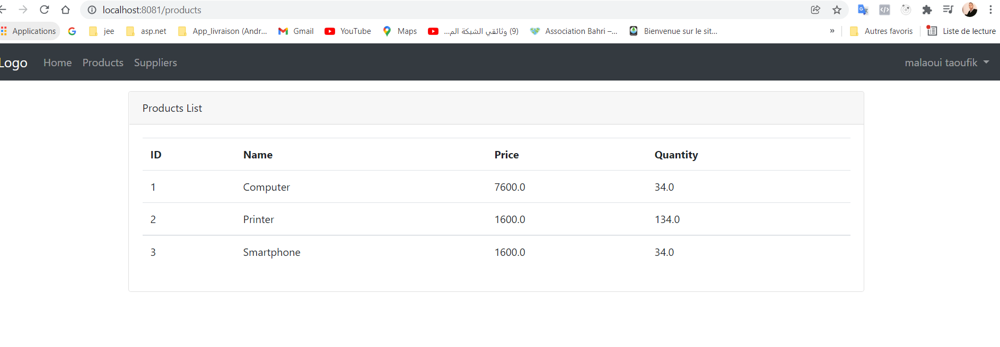 localhost:8081/products
Applications jee asp.net App_livraison (Andr... Gmail YouTube Maps (9) وثائقي الشبكة الم... Association Bahri –... Bienvenue sur le sit... » Autres favoris Liste de lecture
Logo Home Products Suppliers malaoui taoufik
Products List
ID Name Price Quantity
1 Computer 7600.0 34.0
2 Printer 1600.0 134.0
3 Smartphone 1600.0 34.0